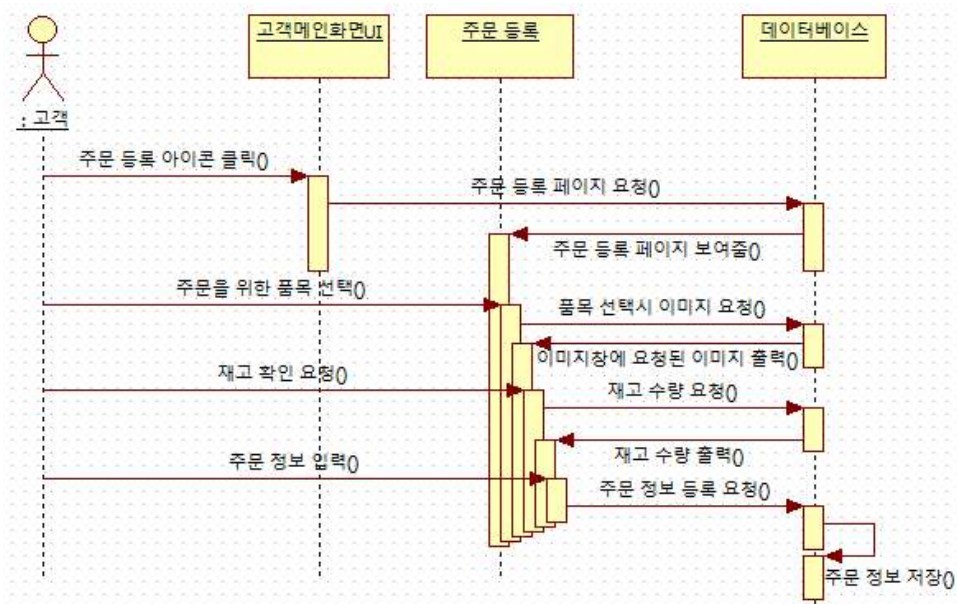 고객메인화면UI
주문 등록
데이터베이스
: 고객
주문 등록 아이콘 클릭()
주문 등록 페이지 요청()
주문 등록 페이지 보여줌()
주문을 위한 품목 선택()
품목 선택시 이미지 요청()
이미지창에 요청된 이미지 출력()
재고 확인 요청()
재고 수량 요청()
재고 수량 출력()
주문 정보 입력()
주문 정보 등록 요청()
주문 정보 저장()